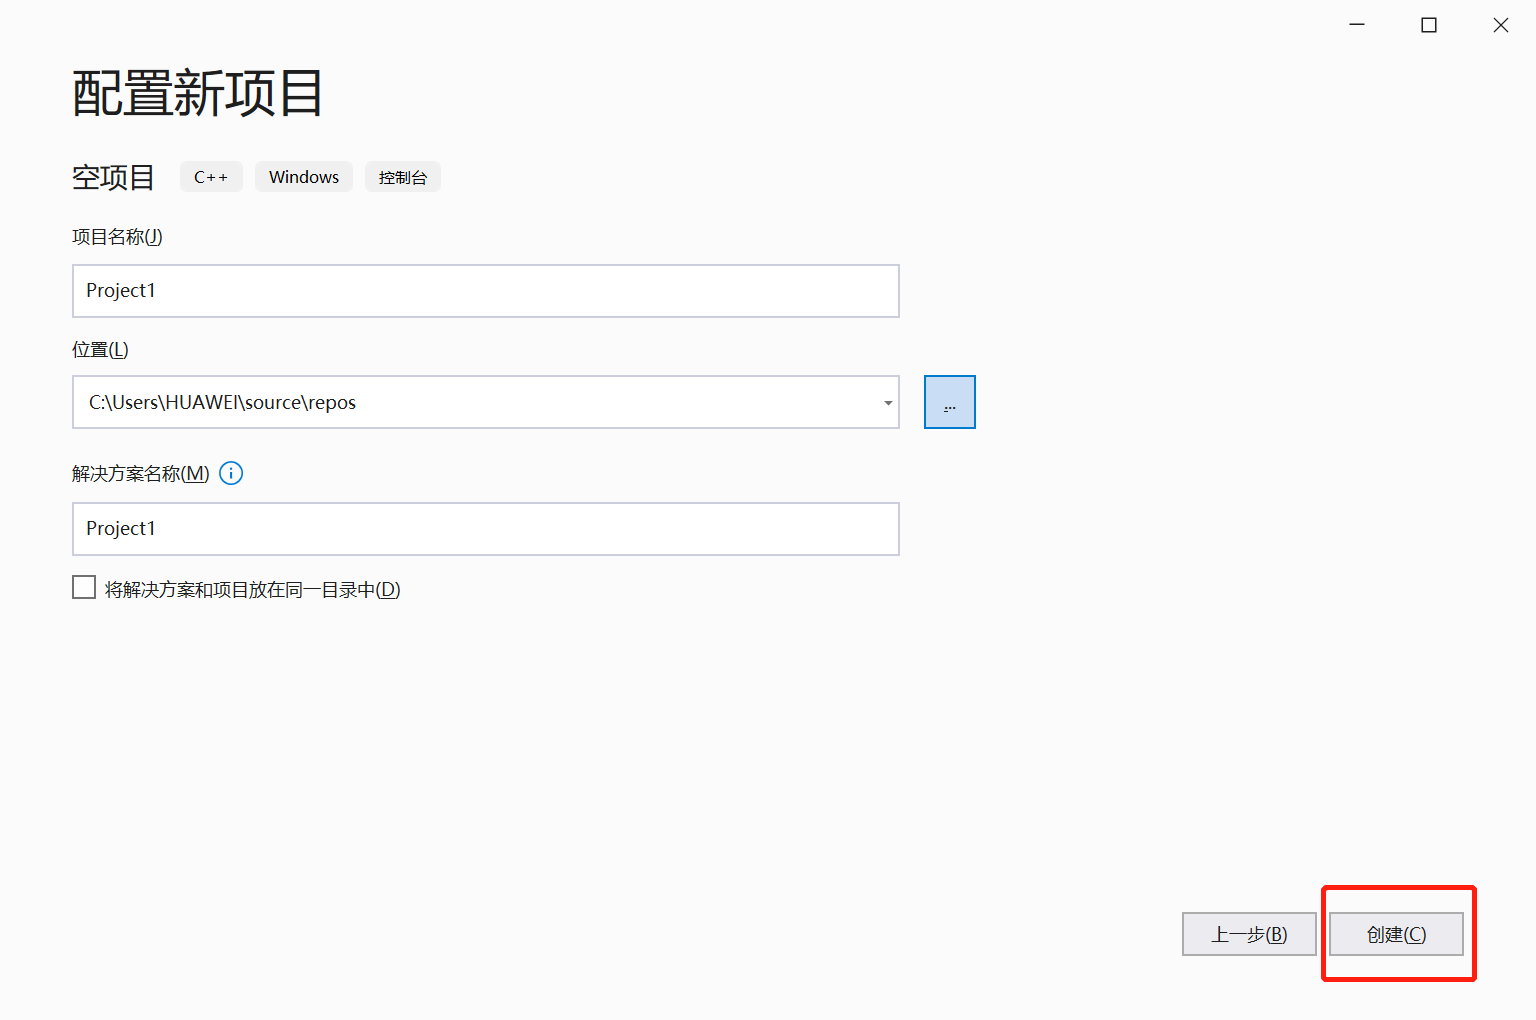 配置新项目
空项目 C++ Windows 控制台
项目名称(J)
Project1
位置(L)
C:\Users\HUAWEI\source\repos
...
解决方案名称(M)
Project1
将解决方案和项目放在同一目录中(D)
上一步(B) 创建(C)